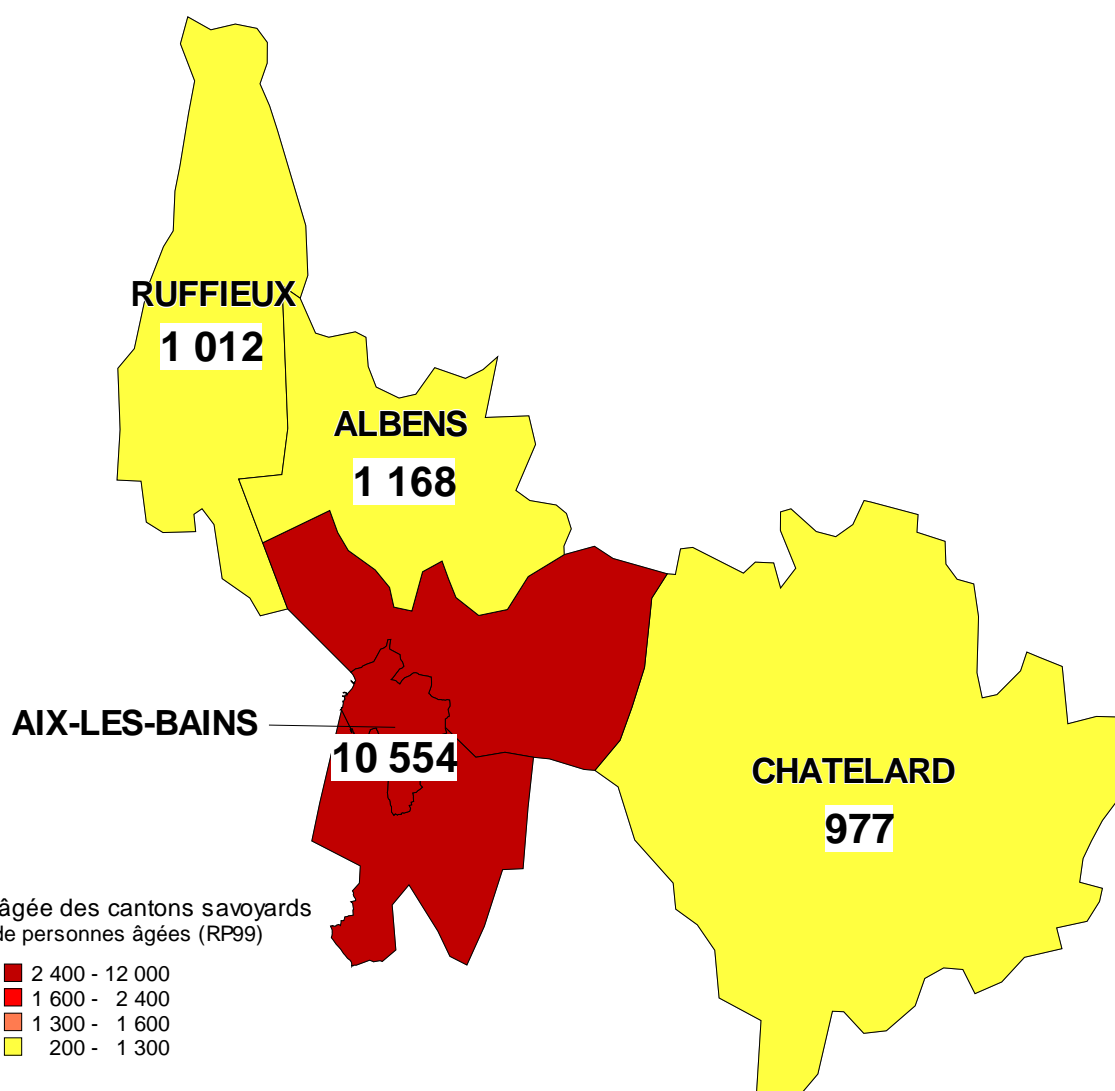 RUFFIEUX
1 012
ALBENS
1 168
AIX-LES-BAINS
10 554
CHATELARD
977
âgée des cantons savoyards
de personnes âgées (RP99)
2 400 - 12 000
1 600 - 2 400
1 300 - 1 600
200 - 1 300